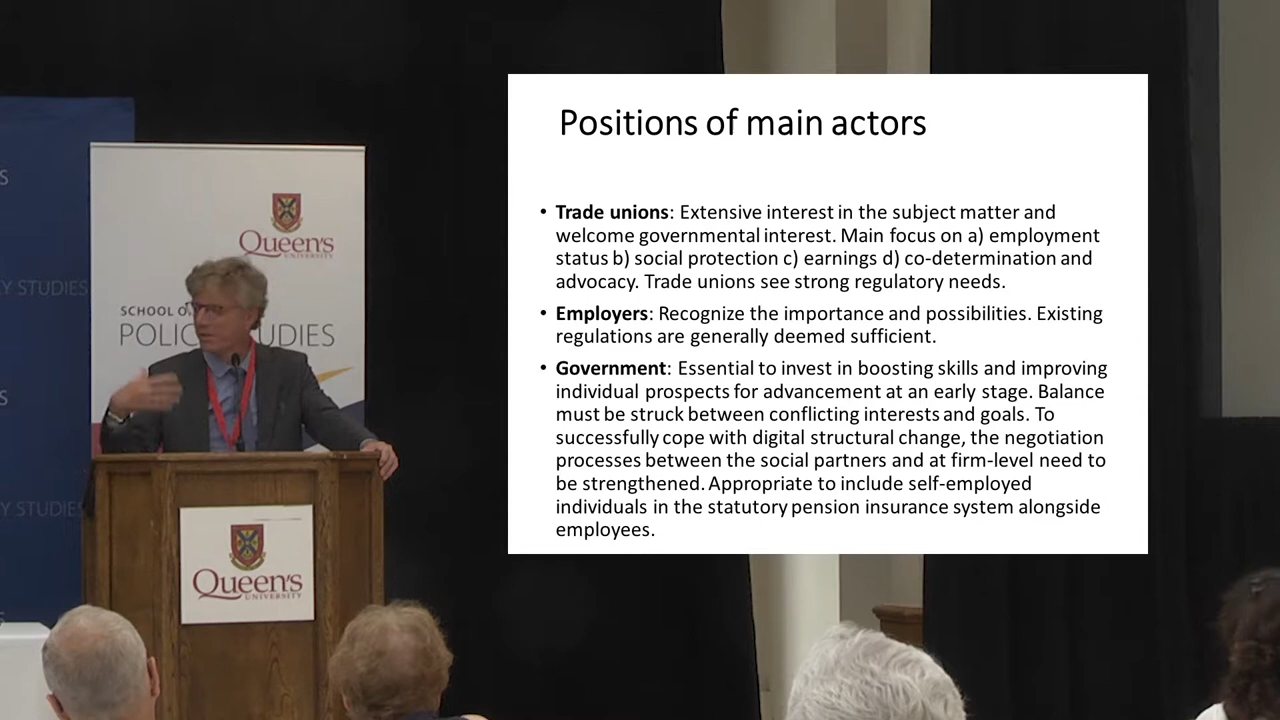 Positions of main actors
• Trade unions: Extensive interest in the subject matter and
welcome governmental interest. Main focus on a) employment
status b) social protection c) earnings d) co-determination and
advocacy. Trade unions see strong regulatory needs.
• Employers: Recognize the importance and possibilities. Existing
regulations are generally deemed sufficient.
• Government: Essential to invest in boosting skills and improving
individual prospects for advancement at an early stage. Balance
must be struck between conflicting interests and goals. To
successfully cope with digital structural change, the negotiation
processes between the social partners and at firm-level need to
be strengthened. Appropriate to include self-employed
individuals in the statutory pension insurance system alongside
employees.
Queen's
UNIVERSITY
SCHOOL
POLIC UDIES
Y STUDIES
Y STUDIES
Queen's
UNIVERSITY